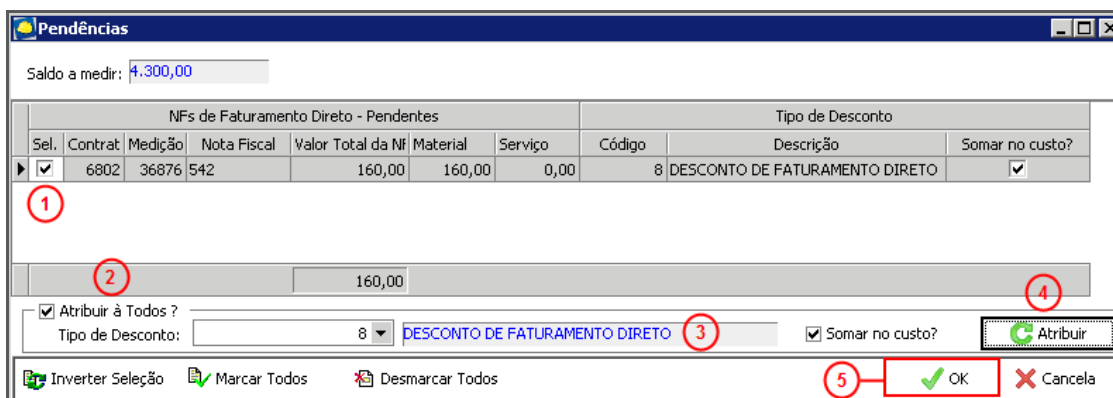 Pendências
Saldo a medir: 4.300,00
NFs de Faturamento Direto - Pendentes Tipo de Desconto
Sel. Contrat Medição Nota Fiscal Valor Total da NF Material Serviço Código Descrição Somar no custo?
6802 36876 542 160,00 160,00 0,00 8 DESCONTO DE FATURAMENTO DIRETO
1
2
160,00
4
Atribuir à Todos ?
Tipo de Desconto: 8 DESCONTO DE FATURAMENTO DIRETO 3 Somar no custo? Atribuir
Inverter Seleção Marcar Todos Desmarcar Todos 5 OK Cancela